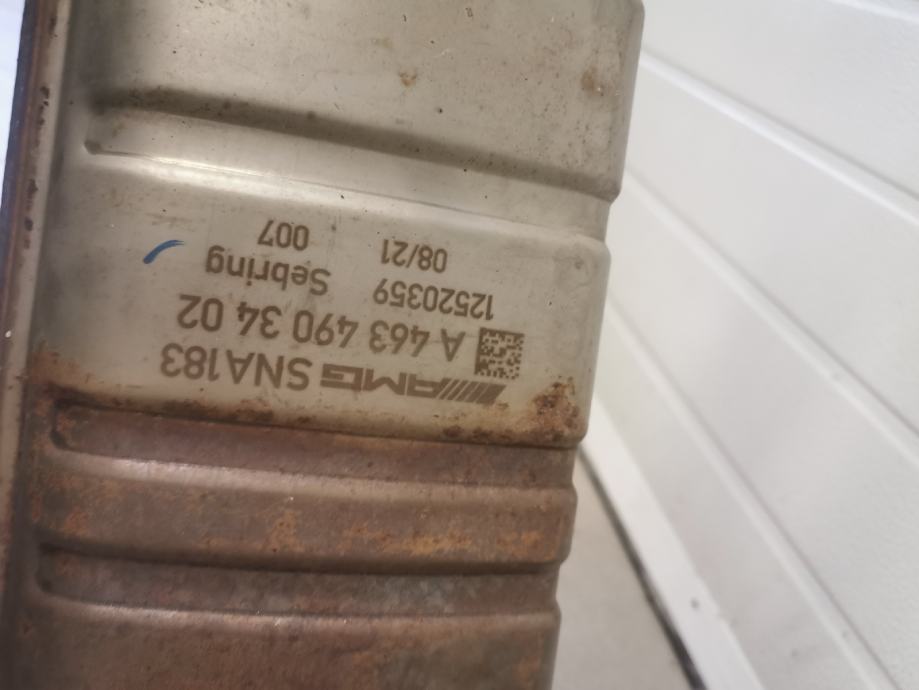 AMG SNA183
A 463 490 34 02
12520359 Sebring
08/21 007